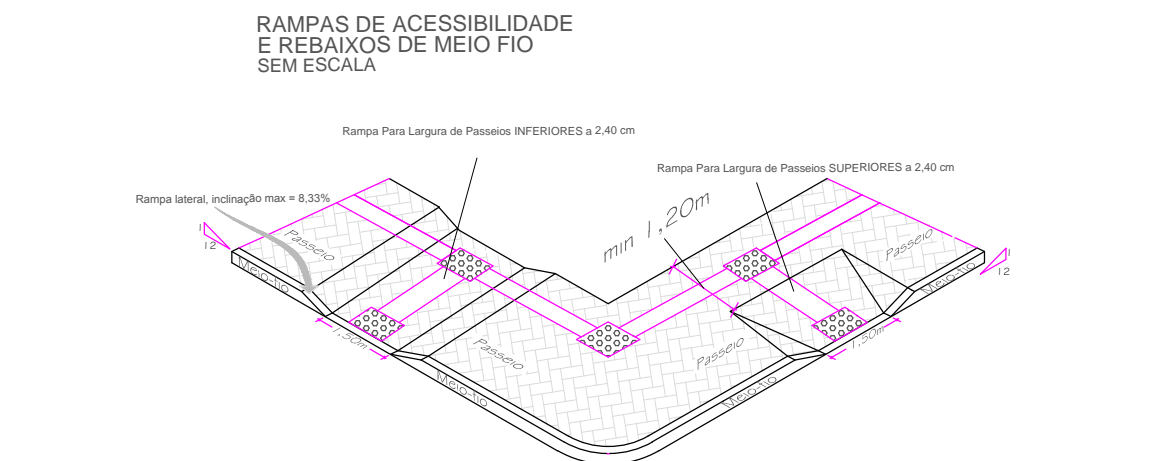 RAMPAS DE ACESSIBILIDADE
E REBAIXOS DE MEIO FIO
SEM ESCALA
Rampa Para Largura de Passeios INFERIORES a 2,40 cm
Rampa Para Largura de Passeios SUPERIORES a 2,40 cm
Rampa lateral, inclinação max = 8,33%
min 1,20m
1
12
Passeio
Passeio
1
12
Meio-fio
Meio-fio
1,50m
1,50m
Passeio
Passeio
Meio-fio
Meio-fio